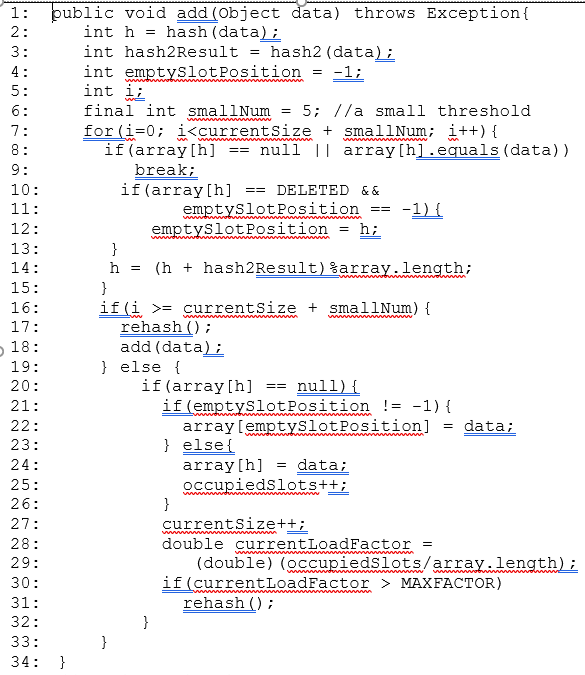 1: public void add(Object data) throws Exception{
2: int h = hash(data);
3: int hash2Result = hash2(data);
4: int emptySlotPosition = -1;
5: int i;
6: final int smallNum = 5; //a small threshold
7: for(i=0; i<currentSize + smallNum; i++){
8: if(array[h] == null || array[h].equals(data))
9: break;
10: if(array[h] == DELETED &&
11: emptySlotPosition == -1){
12: emptySlotPosition = h;
13: }
14: h = (h + hash2Result)%array.length;
15: }
16: if(i >= currentSize + smallNum){
17: rehash();
18: add(data);
19: } else {
20: if(array[h] == null){
21: if(emptySlotPosition != -1){
22: array[emptySlotPosition] = data;
23: } else{
24: array[h] = data;
25: occupiedSlots++;
26: }
27: currentSize++;
28: double currentLoadFactor =
29: (double)(occupiedSlots/array.length);
30: if(currentLoadFactor > MAXFACTOR)
31: rehash();
32: }
33: }
34: }